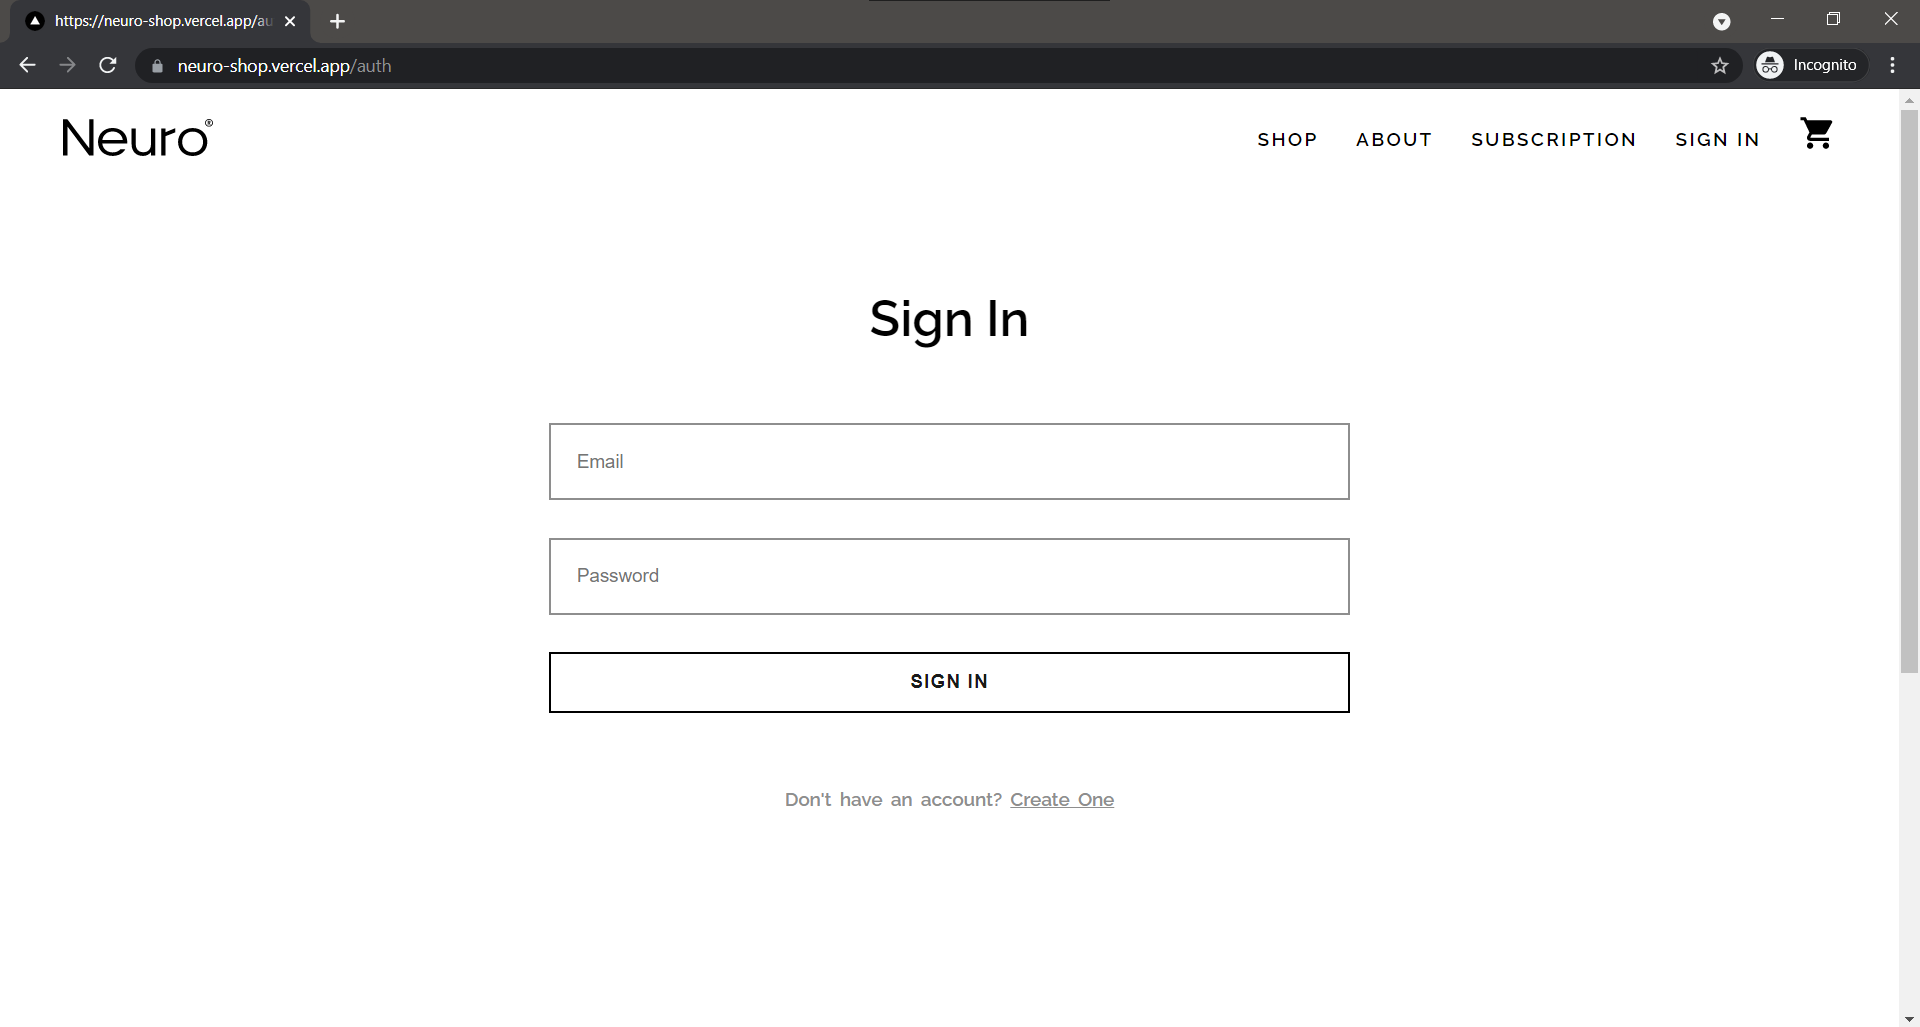 https://neuro-shop.vercel.app/au
neuro-shop.vercel.app/auth
Incognito
Neuro®
SHOP ABOUT SUBSCRIPTION SIGN IN
Sign In
Email
Password
SIGN IN
Don't have an account? Create One